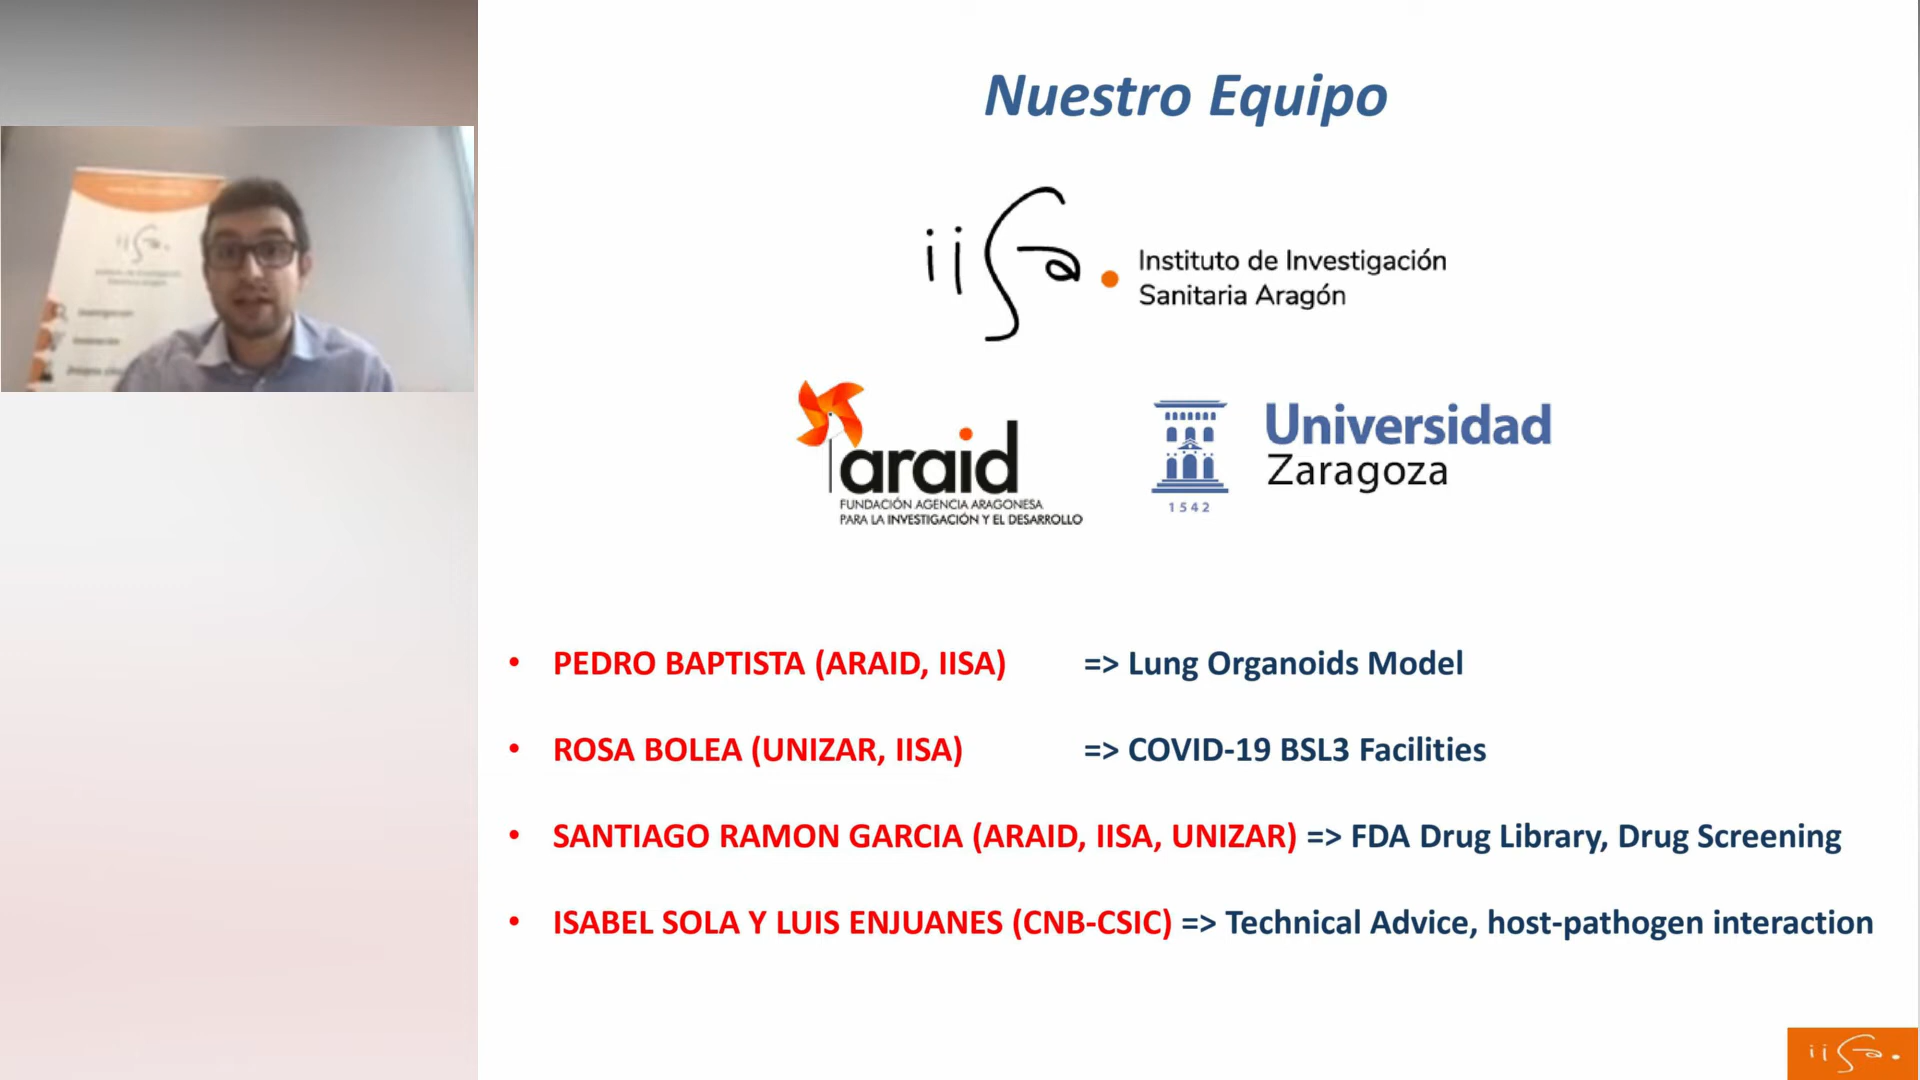 Nuestro Equipo
iisa.
Instituto de Investigación
Sanitaria Aragón
araid
FUNDACIÓN AGENCIA ARAGONESA
PARA LA INVESTIGACIÓN Y EL DESARROLLO
Universidad
Zaragoza
1542
• PEDRO BAPTISTA (ARAID, IISA) => Lung Organoids Model
• ROSA BOLEA (UNIZAR, IISA) => COVID-19 BSL3 Facilities
• SANTIAGO RAMON GARCIA (ARAID, IISA, UNIZAR) => FDA Drug Library, Drug Screening
• ISABEL SOLA Y LUIS ENJUANES (CNB-CSIC) => Technical Advice, host-pathogen interaction
iisa.